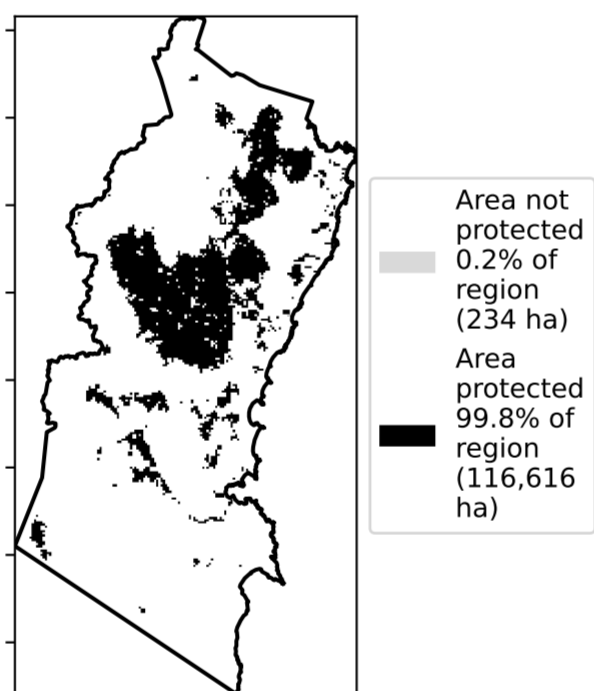 Area not
protected
0.2% of
region
(234 ha)
Area
protected
99.8% of
region
(116,616
ha)